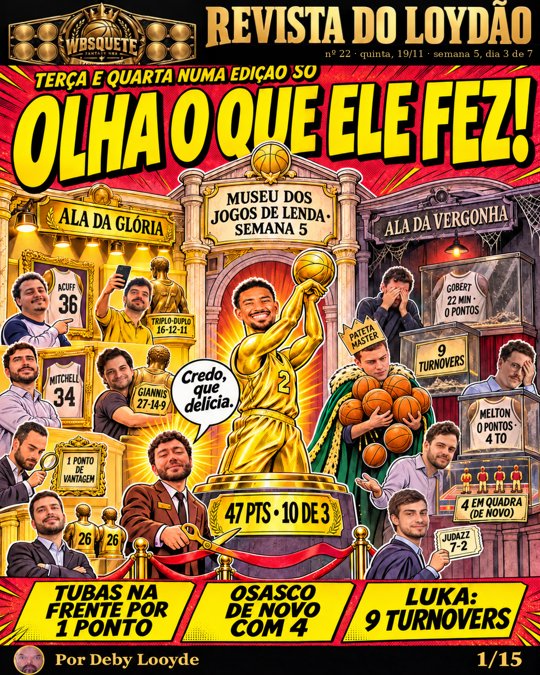 WBSQUETE
FANTASY NBA
REVISTA DO LOYDÃO
nº 22 · quinta, 19/11 · semana 5, dia 3 de 7
TERÇA E QUARTA NUMA EDIÇÃO SÓ
OLHA O QUE ELE FEZ!
MUSEU DOS
JOGOS DE LENDA·
SEMANA 5
ALA DA GLÓRIA
ALA DA VERGONHA
ACUFF
36
TRIPLO-DUPLO
16-12-11
GOBERT
22 MIN ·
0 PONTOS
PATETA
MASTER
9
TURNOVERS
MITCHELL
34
GIANNIS
27-14-9
Credo,
que
delícia.
2
MELTON
0 PONTOS
4 TO
1 PONTO
DE
VANTAGEM
4 EM QUADRA
(DE NOVO)
26
26
47 PTS · 10 DE 3
JUDAZZ
7-2
TUBAS NA
FRENTE POR
1 PONTO
OSASCO
DE NOVO
COM 4
LUKA:
9 TURNOVERS
Por Deby Looyde
1/15